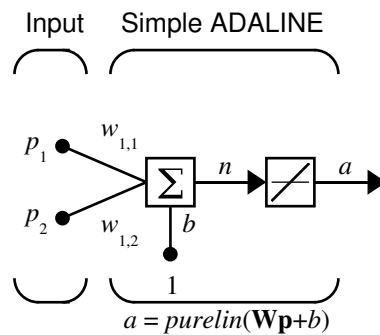 Input Simple ADALINE
p1 w1,1
Σ n a
p2 w1,2 b
1
a = purelin(Wp+b)